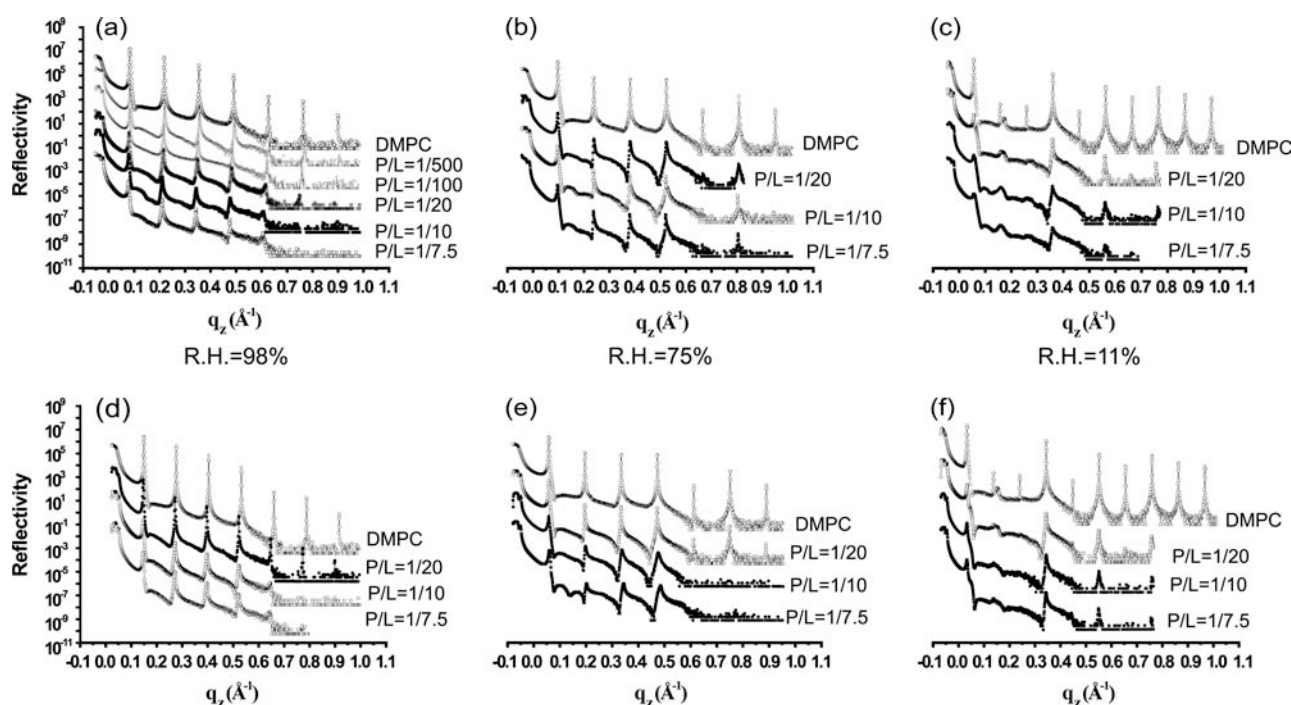 (a)
Reflectivity
10⁹
10⁷
10⁵
10³
10¹
10⁻¹
10⁻³
10⁻⁵
10⁻⁷
10⁻⁹
10⁻¹¹
DMPC
P/L=1/500
P/L=1/100
P/L=1/20
P/L=1/10
P/L=1/7.5
-0.1 0.0 0.1 0.2 0.3 0.4 0.5 0.6 0.7 0.8 0.9 1.0 1.1
q_z (Å⁻¹)
R.H.=98%
(b)
DMPC
P/L=1/20
P/L=1/10
P/L=1/7.5
-0.1 0.0 0.1 0.2 0.3 0.4 0.5 0.6 0.7 0.8 0.9 1.0 1.1
q_z (Å⁻¹)
R.H.=75%
(c)
DMPC
P/L=1/20
P/L=1/10
P/L=1/7.5
-0.1 0.0 0.1 0.2 0.3 0.4 0.5 0.6 0.7 0.8 0.9 1.0 1.1
q_z (Å⁻¹)
R.H.=11%
(d)
Reflectivity
10⁹
10⁷
10⁵
10³
10¹
10⁻¹
10⁻³
10⁻⁵
10⁻⁷
10⁻⁹
10⁻¹¹
DMPC
P/L=1/20
P/L=1/10
P/L=1/7.5
-0.1 0.0 0.1 0.2 0.3 0.4 0.5 0.6 0.7 0.8 0.9 1.0 1.1
q_z (Å⁻¹)
(e)
DMPC
P/L=1/20
P/L=1/10
P/L=1/7.5
-0.1 0.0 0.1 0.2 0.3 0.4 0.5 0.6 0.7 0.8 0.9 1.0 1.1
q_z (Å⁻¹)
(f)
DMPC
P/L=1/20
P/L=1/10
P/L=1/7.5
-0.1 0.0 0.1 0.2 0.3 0.4 0.5 0.6 0.7 0.8 0.9 1.0 1.1
q_z (Å⁻¹)